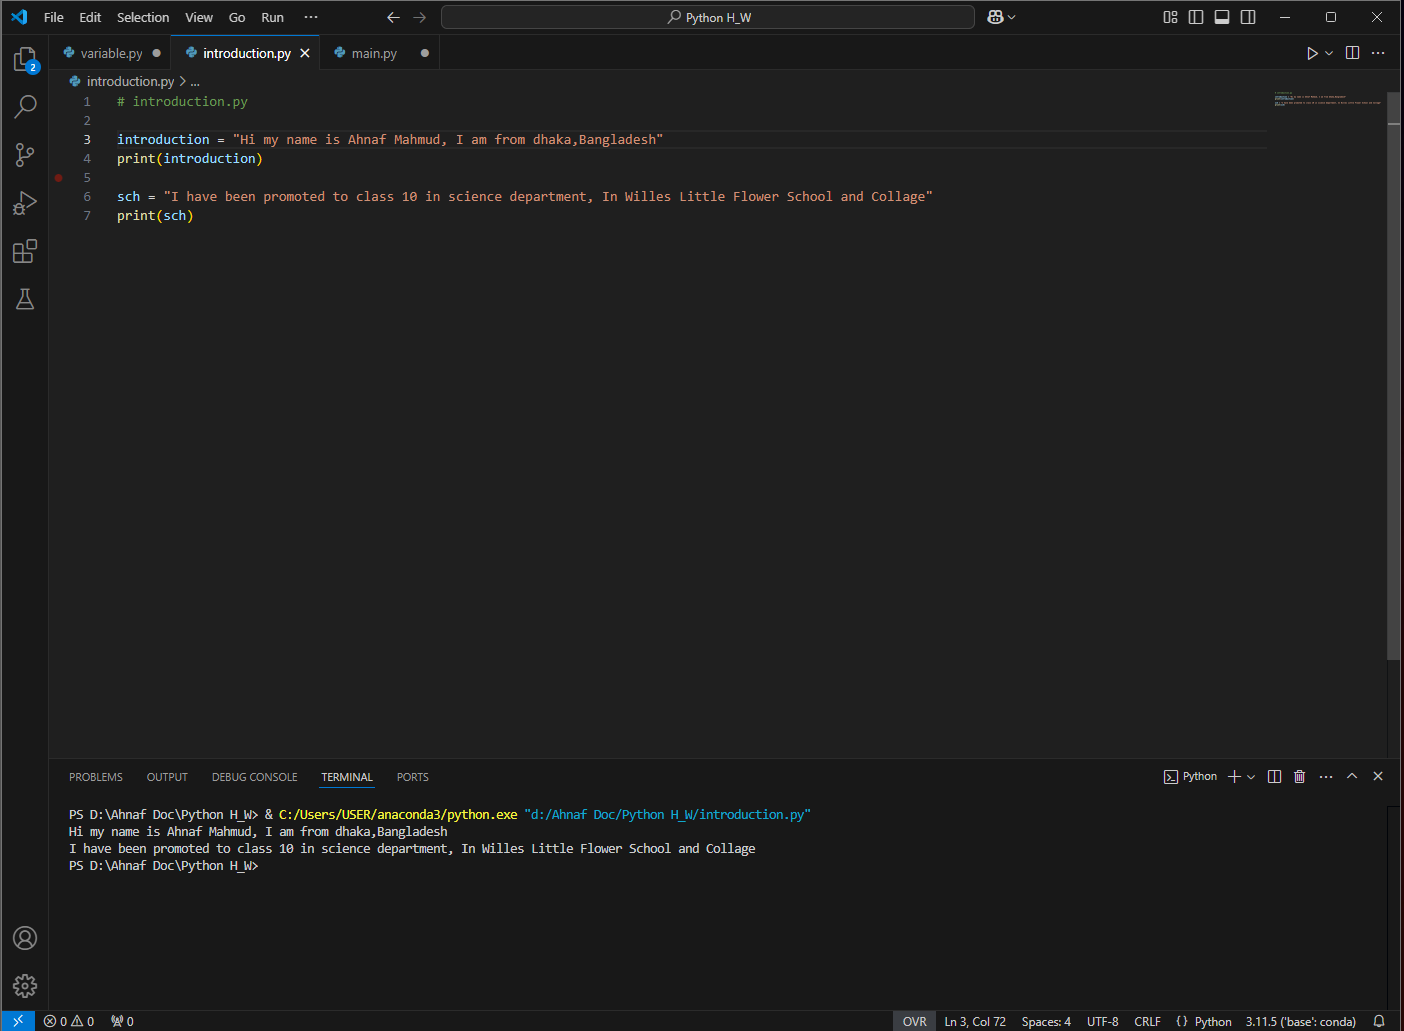 File Edit Selection View Go Run ··· Python H_W
2
variable.py introduction.py main.py
introduction.py > ...
1 # introduction.py
2
3 introduction = "Hi my name is Ahnaf Mahmud, I am from dhaka,Bangladesh"
4 print(introduction)
5
6 sch = "I have been promoted to class 10 in science department, In Willes Little Flower School and Collage"
7 print(sch)
PROBLEMS OUTPUT DEBUG CONSOLE TERMINAL PORTS Python
PS D:\Ahnaf Doc\Python H_W> & C:/Users/USER/anaconda3/python.exe "d:/Ahnaf Doc/Python H_W/introduction.py"
Hi my name is Ahnaf Mahmud, I am from dhaka,Bangladesh
I have been promoted to class 10 in science department, In Willes Little Flower School and Collage
PS D:\Ahnaf Doc\Python H_W>
0 0 0 OVR Ln 3, Col 72 Spaces: 4 UTF-8 CRLF {} Python 3.11.5 ('base': conda)